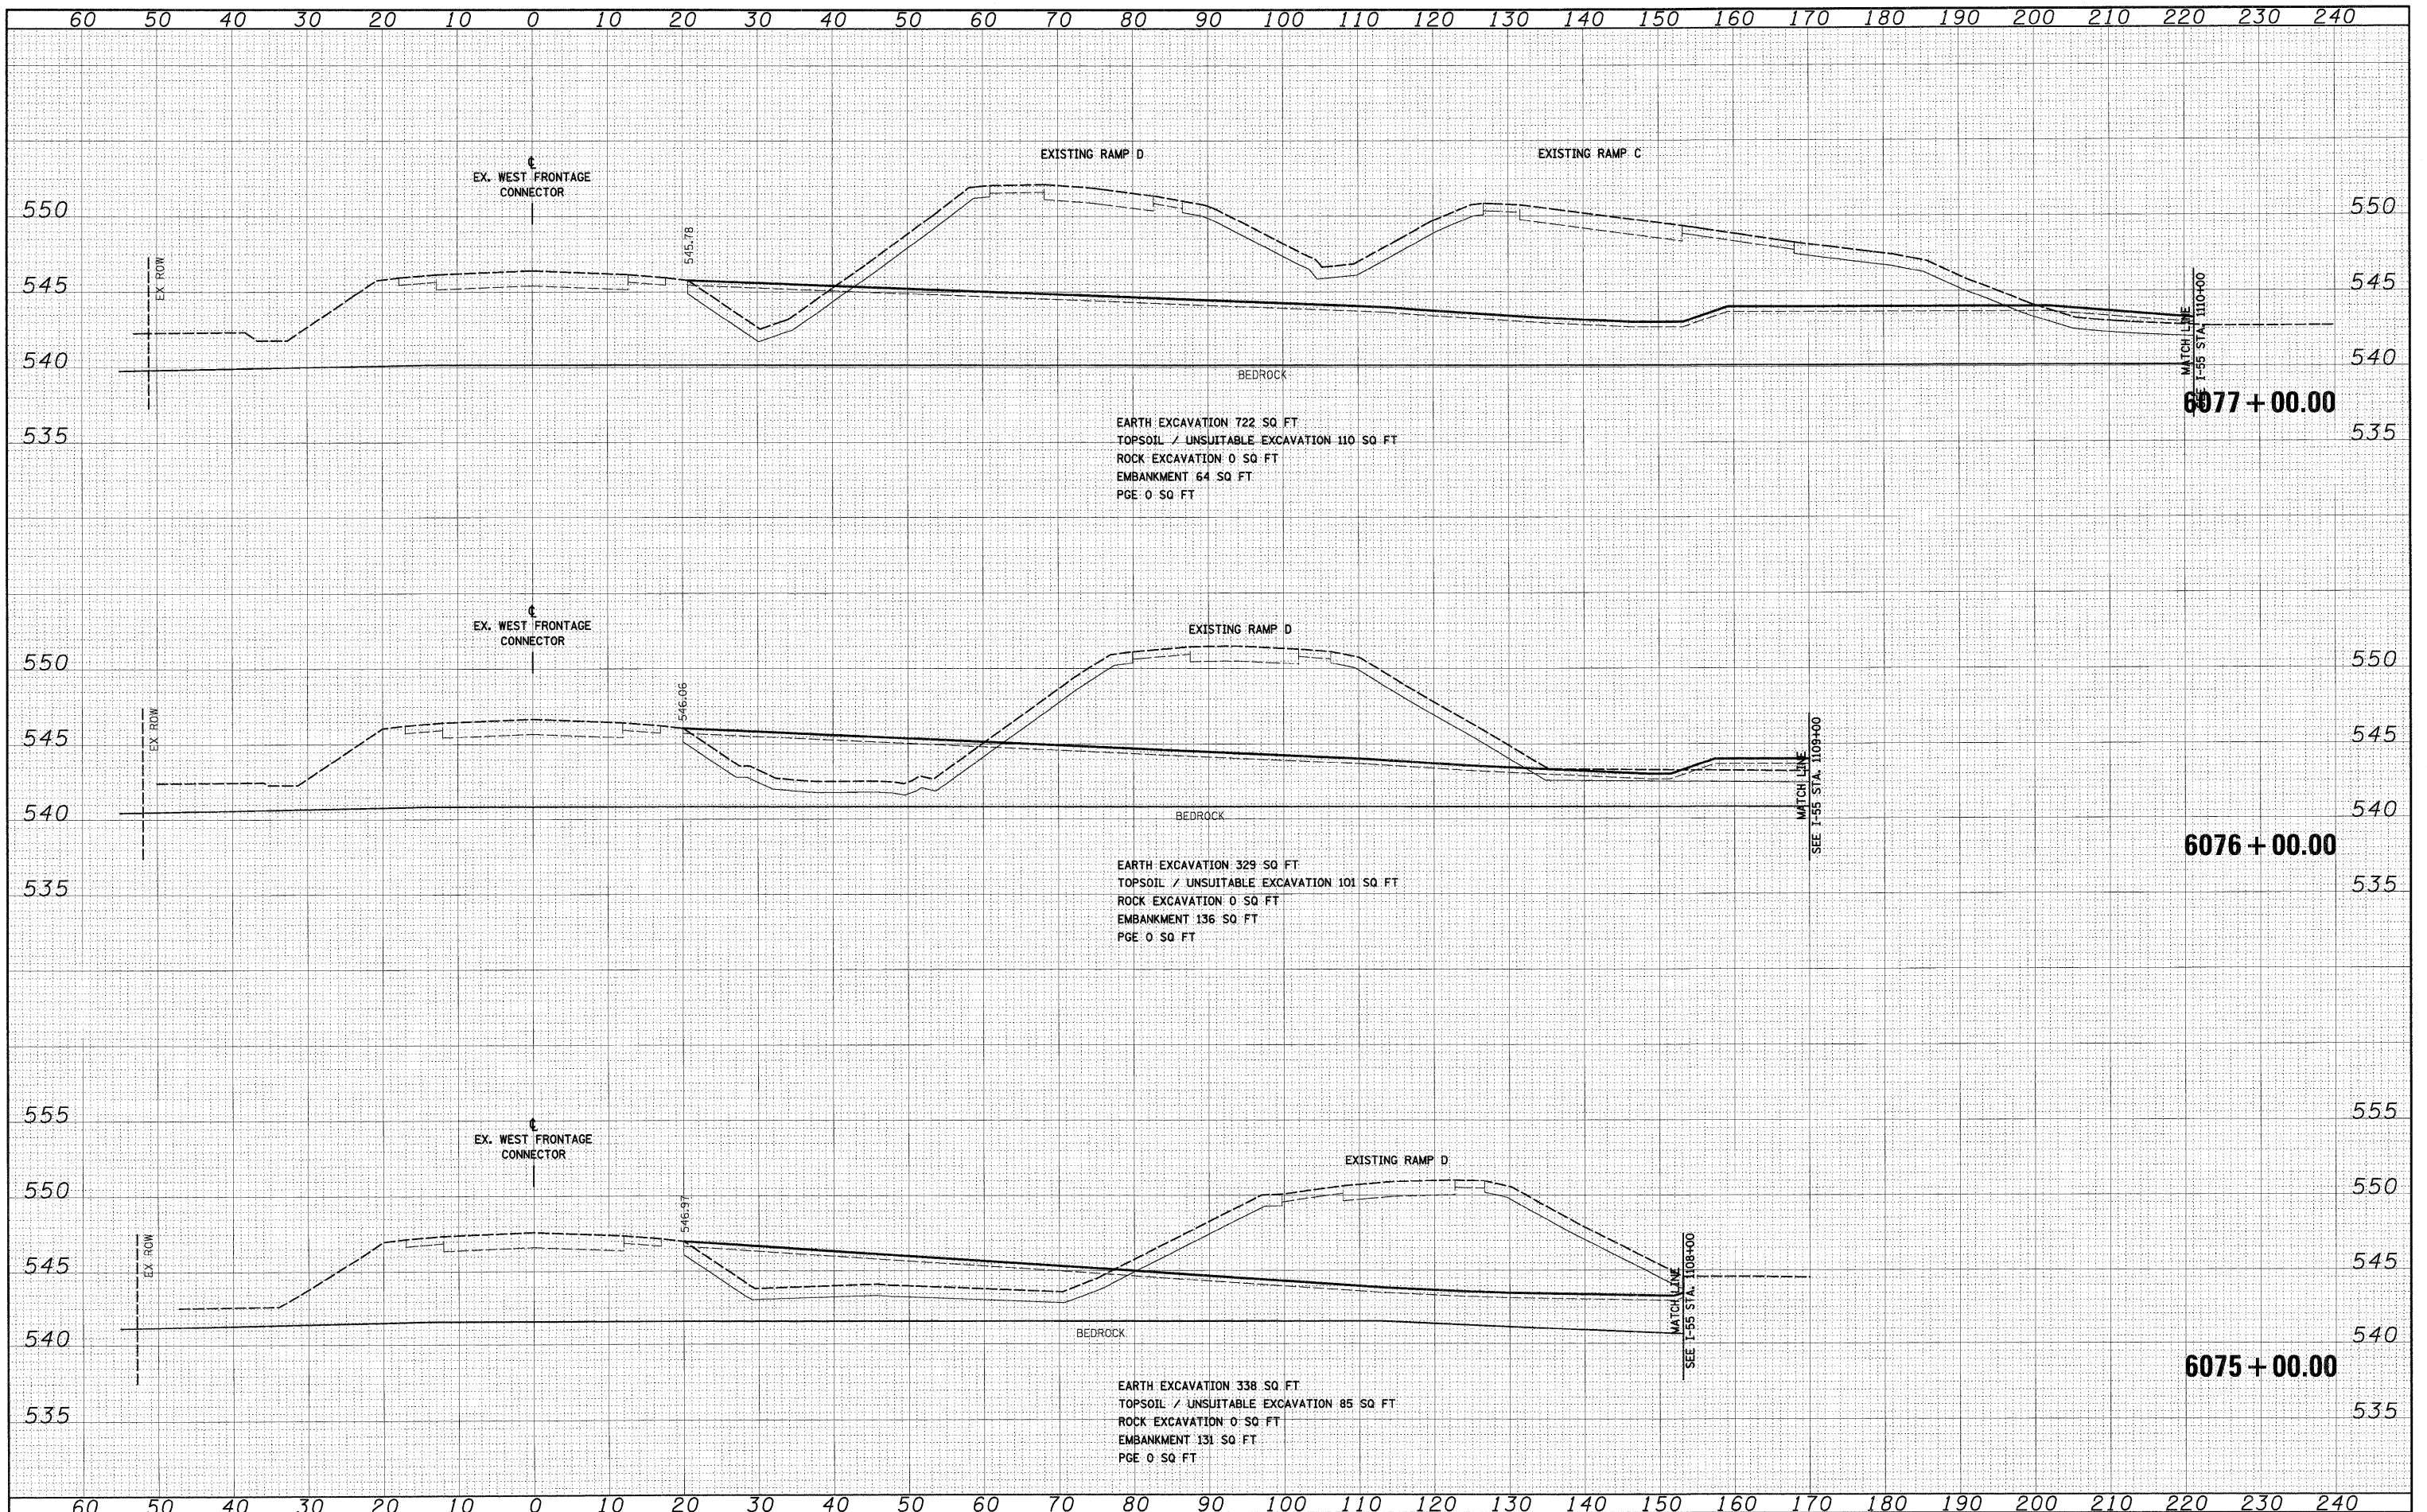 60 50 40 30 20 10 0 10 20 30 40 50 60 70 80 90 100 110 120 130 140 150 160 170 180 190 200 210 220 230 240
EXISTING RAMP D
EXISTING RAMP C
℄
EX. WEST FRONTAGE
CONNECTOR
550
550
545.78
EX ROW
545
545
MATCH LINE
SEE I-55 STA. 1110+00
540
540
BEDROCK
6077+00.00
535
535
EARTH EXCAVATION 722 SQ FT
TOPSOIL / UNSUITABLE EXCAVATION 110 SQ FT
ROCK EXCAVATION 0 SQ FT
EMBANKMENT 64 SQ FT
PGE 0 SQ FT
℄
EX. WEST FRONTAGE
CONNECTOR
EXISTING RAMP D
550
550
546.06
EX ROW
545
545
MATCH LINE
SEE I-55 STA. 1109+00
540
540
BEDROCK
6076+00.00
535
535
EARTH EXCAVATION 329 SQ FT
TOPSOIL / UNSUITABLE EXCAVATION 101 SQ FT
ROCK EXCAVATION 0 SQ FT
EMBANKMENT 136 SQ FT
PGE 0 SQ FT
555
555
℄
EX. WEST FRONTAGE
CONNECTOR
EXISTING RAMP D
550
550
546.97
EX ROW
545
545
MATCH LINE
SEE I-55 STA. 1108+00
540
540
BEDROCK
6075+00.00
535
535
EARTH EXCAVATION 338 SQ FT
TOPSOIL / UNSUITABLE EXCAVATION 85 SQ FT
ROCK EXCAVATION 0 SQ FT
EMBANKMENT 131 SQ FT
PGE 0 SQ FT
60 50 40 30 20 10 0 10 20 30 40 50 60 70 80 90 100 110 120 130 140 150 160 170 180 190 200 210 220 230 240